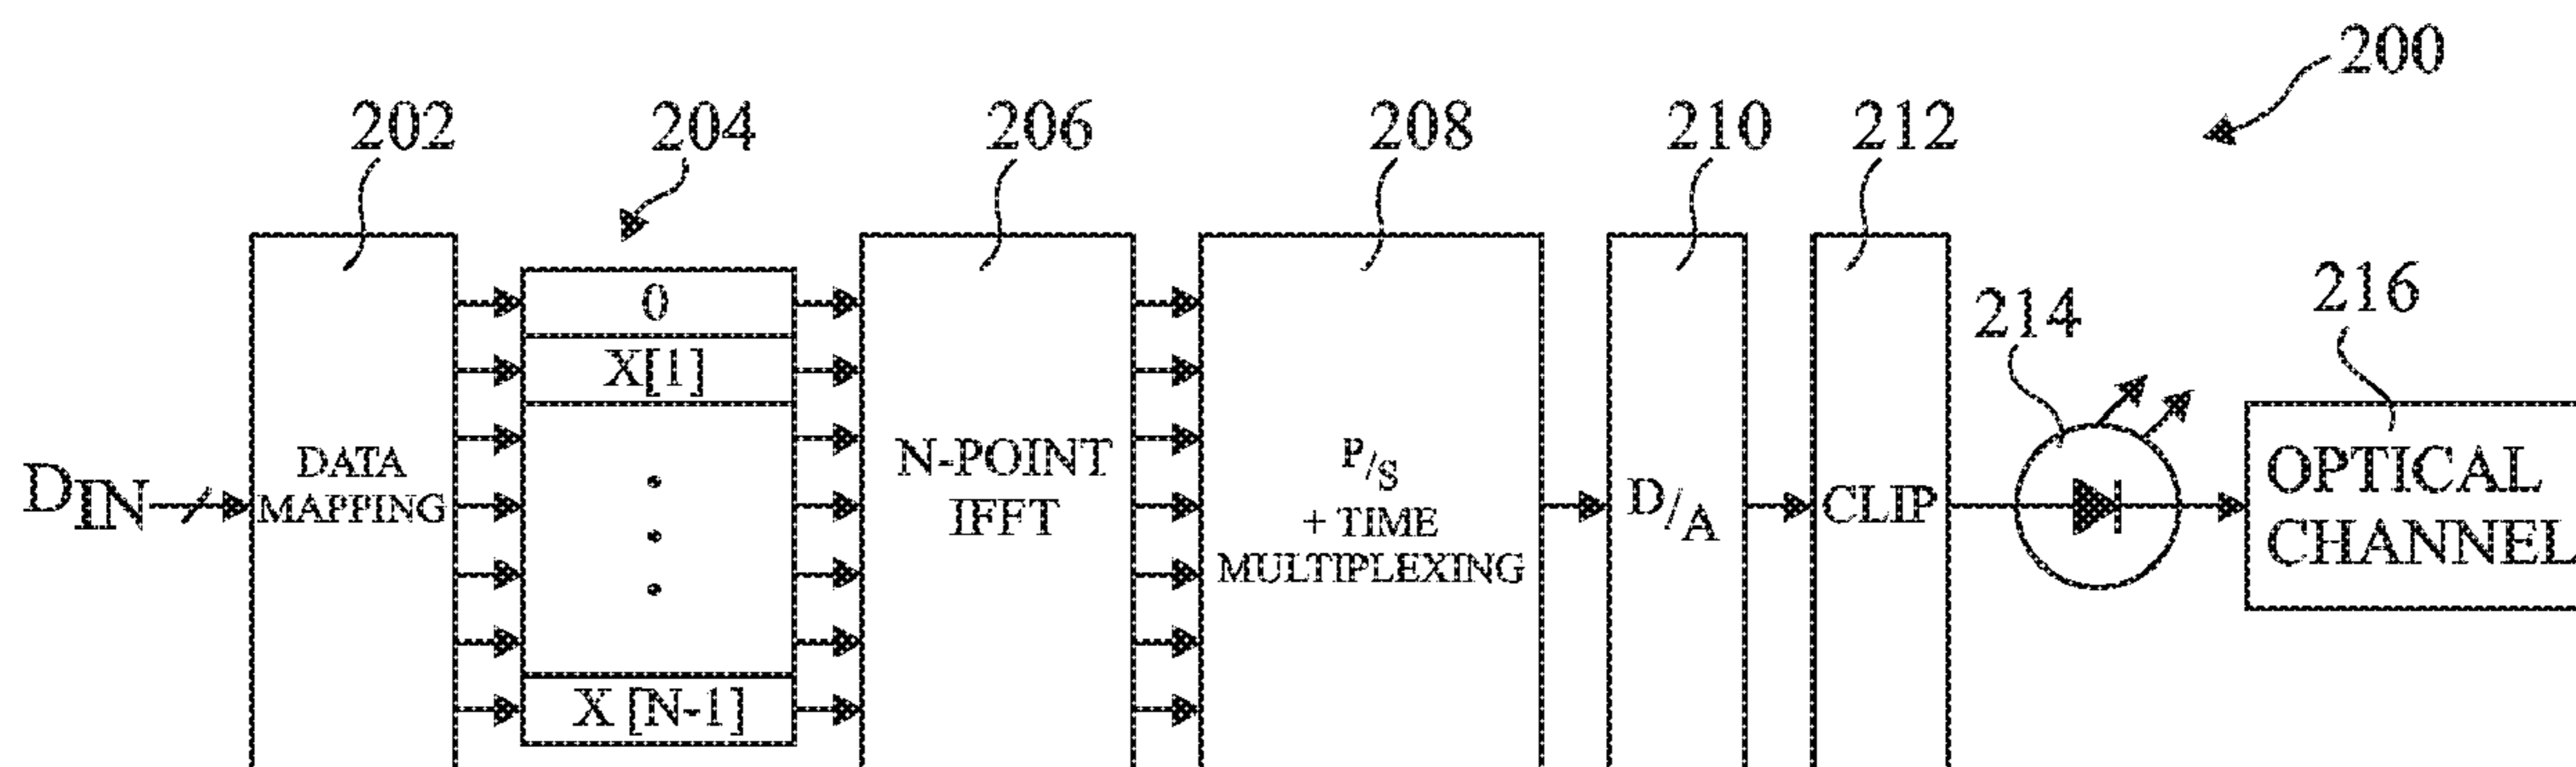 200
202
204
206
208
210
212
214
216
D_IN
DATA
MAPPING
0
X[1]
X [N-1]
N-POINT
IFFT
P/S
+ TIME
MULTIPLEXING
D/A
CLIP
OPTICAL
CHANNEL